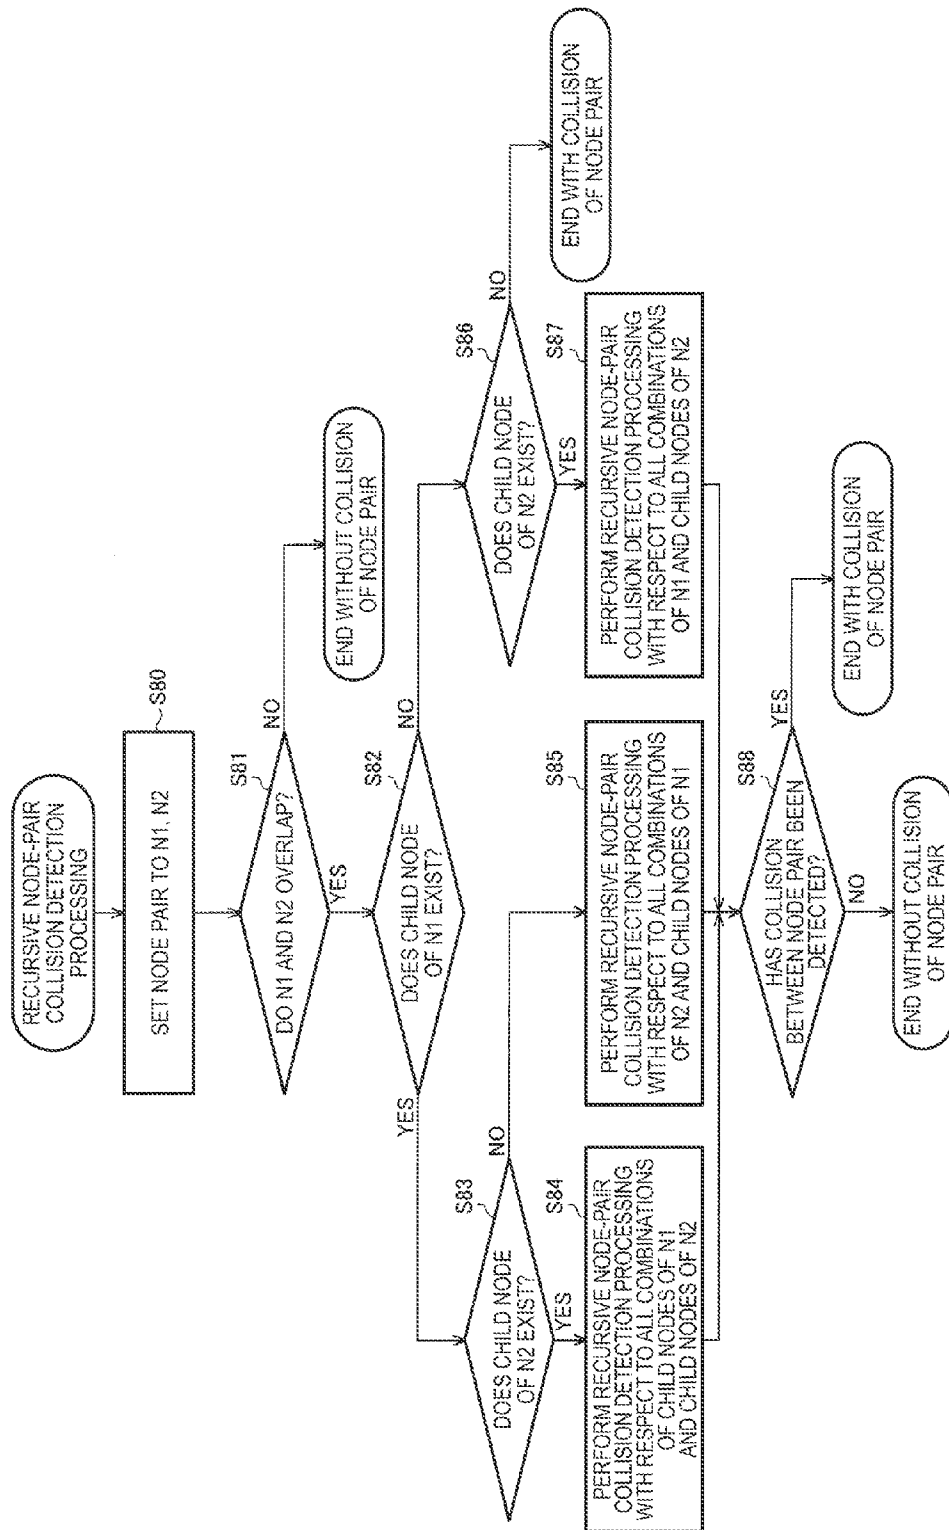 RECURSIVE NODE-PAIR
COLLISION DETECTION
PROCESSING
S80
SET NODE PAIR TO N1, N2
S81
DO N1 AND N2 OVERLAP?
NO
YES
END WITHOUT COLLISION
OF NODE PAIR
S82
DOES CHILD NODE
OF N1 EXIST?
YES
NO
S83
DOES CHILD NODE
OF N2 EXIST?
NO
YES
S86
DOES CHILD NODE
OF N2 EXIST?
NO
YES
END WITH COLLISION
OF NODE PAIR
S84
PERFORM RECURSIVE NODE-PAIR
COLLISION DETECTION PROCESSING
WITH RESPECT TO ALL COMBINATIONS
OF CHILD NODES OF N1
AND CHILD NODES OF N2
S85
PERFORM RECURSIVE NODE-PAIR
COLLISION DETECTION PROCESSING
WITH RESPECT TO ALL COMBINATIONS
OF N2 AND CHILD NODES OF N1
S87
PERFORM RECURSIVE NODE-PAIR
COLLISION DETECTION PROCESSING
WITH RESPECT TO ALL COMBINATIONS
OF N1 AND CHILD NODES OF N2
S88
HAS COLLISION
BETWEEN NODE PAIR BEEN
DETECTED?
YES
NO
END WITH COLLISION
OF NODE PAIR
END WITHOUT COLLISION
OF NODE PAIR